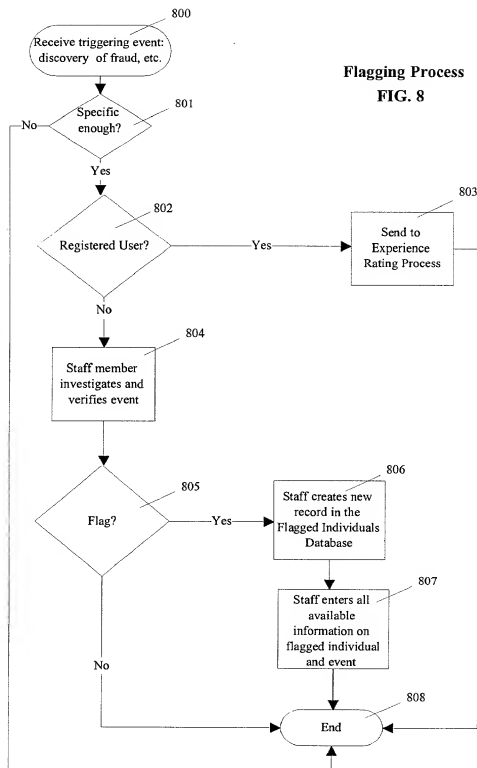 800
Receive triggering event:
discovery of fraud, etc.
Flagging Process
FIG. 8
801
Specific
enough?
No
Yes
802
Registered User?
Yes
803
Send to
Experience
Rating Process
No
804
Staff member
investigates and
verifies event
805
Flag?
Yes
806
Staff creates new
record in the
Flagged Individuals
Database
807
Staff enters all
available
information on
flagged individual
and event
No
808
End